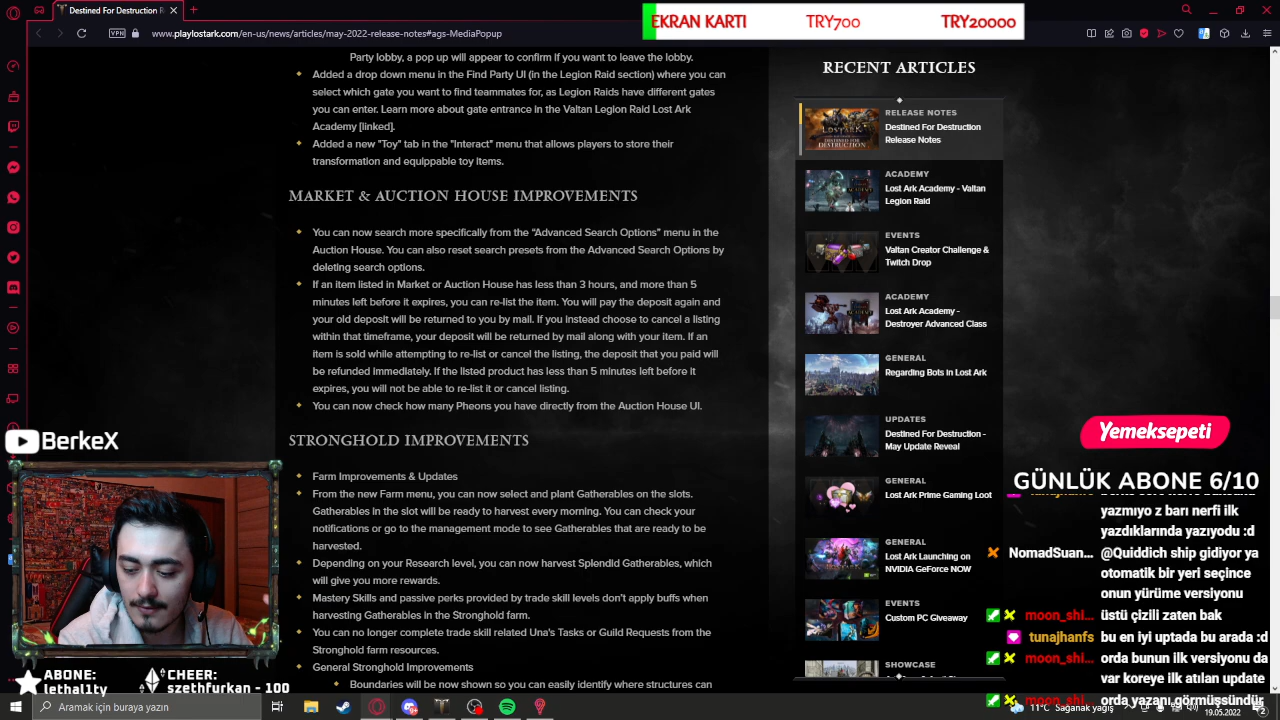 Destined For Destruction
EKRAN KARTI TRY700 TRY20000
VPN
may-2022-release-notes#ags-MediaPopup
Party lobby, a pop up will appear to confirm if you want to leave the lobby.
Added a drop down menu in the Find Party UI (in the Legion Raid section) where you can
select which gate you want to find teammates for, as Legion Raids have different gates
you can enter. Learn more about gate entrance in the Valtan Legion Raid Lost Ark
Academy [linked].
Added a new "Toy" tab in the "Interact" menu that allows players to store their
transformation and equippable toy items.
MARKET & AUCTION HOUSE IMPROVEMENTS
You can now search more specifically from the "Advanced Search Options" menu in the
Auction House. You can also reset search presets from the Advanced Search Options by
deleting search options.
If an item listed in Market or Auction House has less than 3 hours, and more than 5
minutes left before it expires, you can re-list the item. You will pay the deposit again and
your old deposit will be returned to you by mail. If you instead choose to cancel a listing
within that timeframe, your deposit will be returned by mail along with your item. If an
item is sold while attempting to re-list or cancel the listing, the deposit that you paid will
be refunded immediately. If the listed product has less than 5 minutes left before it
expires, you will not be able to re-list it or cancel listing.
You can now check how many Pheons you have directly from the Auction House UI.
STRONGHOLD IMPROVEMENTS
Farm Improvements & Updates
From the new Farm menu, you can now select and plant Gatherables on the slots.
Gatherables in the slot will be ready to harvest every morning. You can check your
notifications or go to the management mode to see Gatherables that are ready to be
harvested.
Depending on your Research level, you can now harvest Splendid Gatherables, which
will give you more rewards.
Mastery Skills and passive perks provided by trade skill levels don't apply buffs when
harvesting Gatherables in the Stronghold farm.
You can no longer complete trade skill related Una's Tasks or Guild Requests from the
Stronghold farm resources.
General Stronghold Improvements
Boundaries will be now shown so you can easily identify where structures can
RECENT ARTICLES
RELEASE NOTES
Destined For Destruction
Release Notes
ACADEMY
Lost Ark Academy - Valtan
Legion Raid
EVENTS
Valtan Creator Challenge &
Twitch Drop
ACADEMY
Lost Ark Academy -
Destroyer Advanced Class
GENERAL
Regarding Bots in Lost Ark
UPDATES
Destined For Destruction -
May Update Reveal
GENERAL
Lost Ark Prime Gaming Loot
GENERAL
Lost Ark Launching on
NVIDIA GeForce NOW
EVENTS
Custom PC Giveaway
SHOWCASE
BerkeX
ABONE:
lethal1ty
CHEER:
szethfurkan - 100
Yemeksepeti
GÜNLÜK ABONE 6/10
yazmıyo z barı nerfi ilk
yazdıklarında yazıyodu :d
NomadSuan... @Quiddich ship gidiyor ya
otomatik bir yeri seçince
onun yürüme versiyonu
moon_shi... üstü çizili zaten bak
tunajhanfs bu en iyi uptada bu arada :d
moon_shi... orda bunun ilk versiyonu da
var koreye ilk atılan update
moon_shi... orda yazanı görmüşsündür
Aramak için buraya yazın
11°C Sağanak yağış
19.05.2022